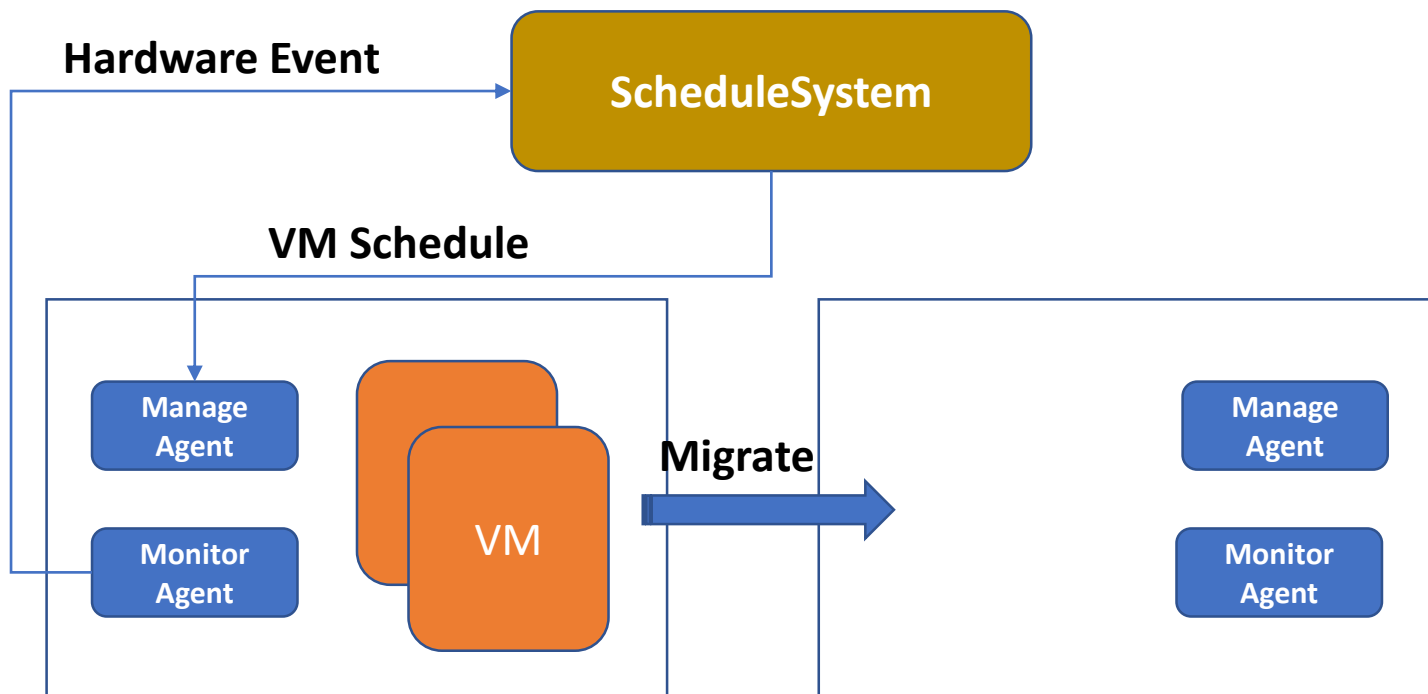 Hardware Event
ScheduleSystem
VM Schedule
Manage
Agent
Monitor
Agent
VM
Migrate
Manage
Agent
Monitor
Agent